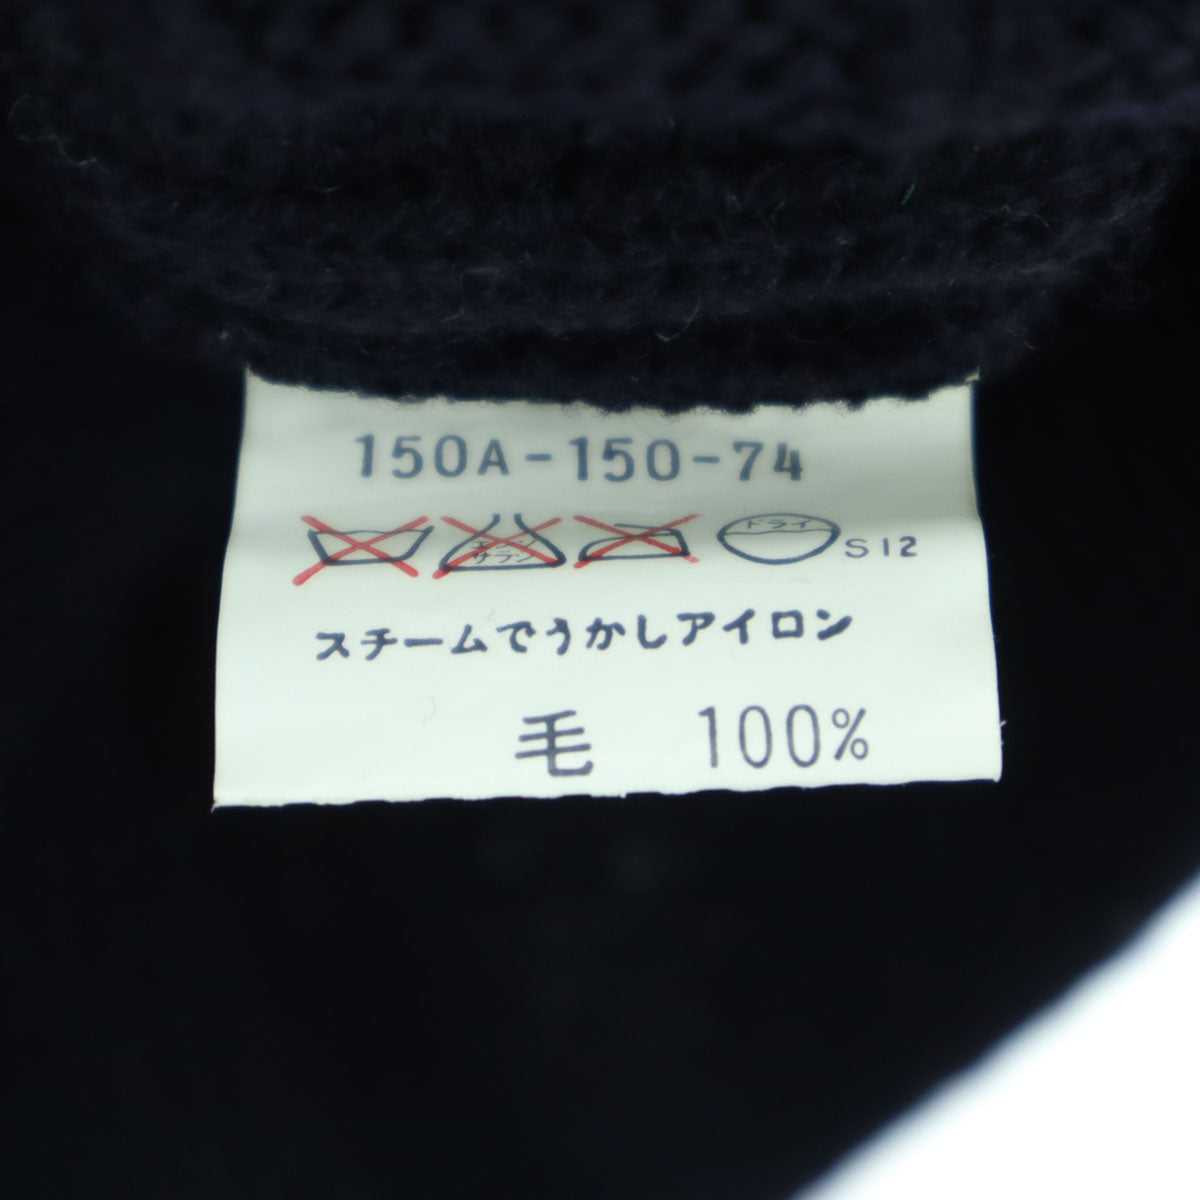 150A-150-74
エンソ
サラシ
ドライ
S12
スチームでうかしアイロン
毛 100%